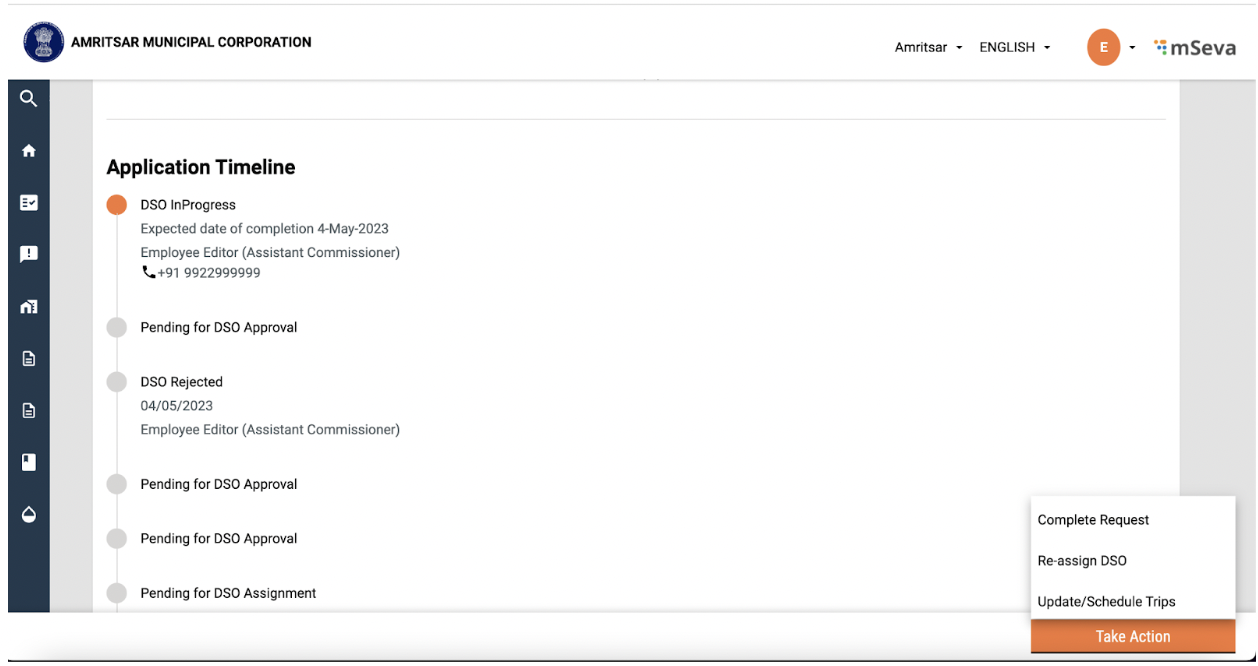 AMRITSAR MUNICIPAL CORPORATION
Amritsar
ENGLISH
E
mSeva
Application Timeline
DSO InProgress
Expected date of completion 4-May-2023
Employee Editor (Assistant Commissioner)
+91 9922999999
Pending for DSO Approval
DSO Rejected
04/05/2023
Employee Editor (Assistant Commissioner)
Pending for DSO Approval
Pending for DSO Approval
Pending for DSO Assignment
Complete Request
Re-assign DSO
Update/Schedule Trips
Take Action